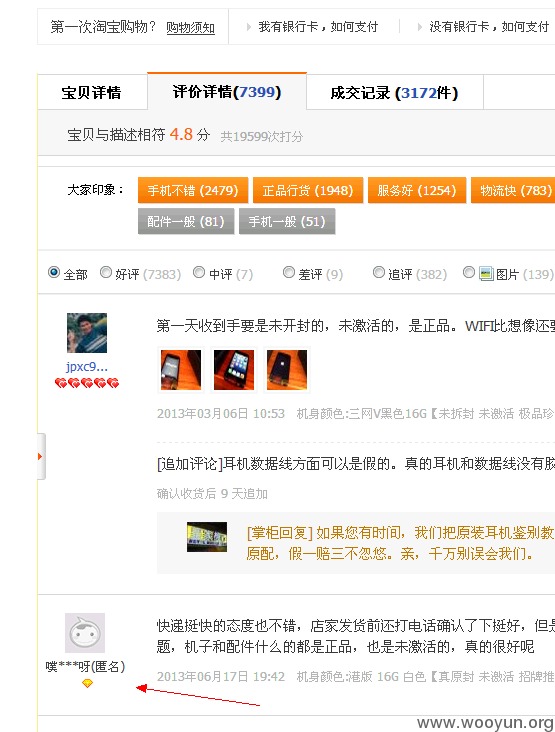 第一次淘宝购物? 购物须知 我有银行卡，如何支付 没有银行卡，如何支付
宝贝详情 评价详情(7399) 成交记录 (3172件)
宝贝与描述相符 4.8 分 共19599次打分
大家印象： 手机不错 (2479) 正品行货 (1948) 服务好 (1254) 物流快 (783)
配件一般 (81) 手机一般 (51)
全部 好评 (7383) 中评 (7) 差评 (9) 追评 (382) 图片 (139)
第一天收到手要是未开封的，未激活的，是正品。WIFI比想像还要
jpxc9...
2013年03月06日 10:53 机身颜色:三网V黑色16G【未拆封 未激活 极品珍
[追加评论]耳机数据线方面可以是假的。真的耳机和数据线没有胶
确认收货后 9 天追加
[掌柜回复] 如果您有时间，我们把原装耳机鉴别教
原配，假一赔三不忽悠。亲，千万别误会我们。
快递挺快的态度也不错，店家发货前还打电话确认了下挺好，但是
题，机子和配件什么的都是正品，也是未激活的，真的很好呢
噗***呀(匿名)
2013年06月17日 19:42 机身颜色:港版 16G 白色【真原封 未激活 招牌推
www.wooyun.org